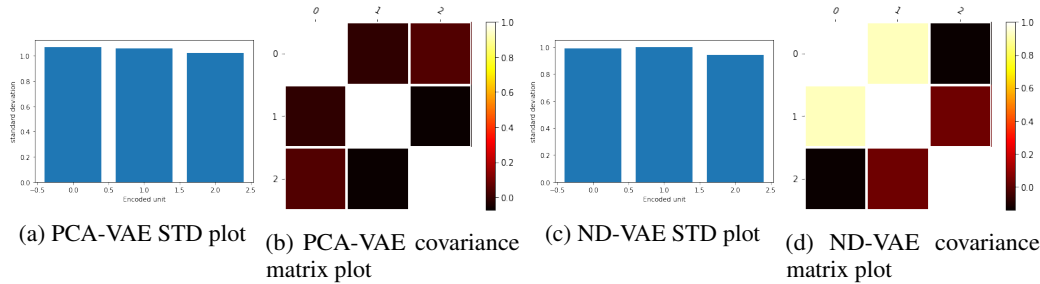 1.0
0.8
0.6
0.4
0.2
0.0
standard deviation
−0.5 0.0 0.5 1.0 1.5 2.0 2.5
Encoded unit
(a) PCA-VAE STD plot
0 1 2
0
1
2
1.0
0.8
0.6
0.4
0.2
0.0
(b) PCA-VAE covariance
matrix plot
1.0
0.8
0.6
0.4
0.2
0.0
standard deviation
−0.5 0.0 0.5 1.0 1.5 2.0 2.5
Encoded unit
(c) ND-VAE STD plot
0 1 2
0
1
2
1.0
0.8
0.6
0.4
0.2
0.0
(d) ND-VAE covariance
matrix plot